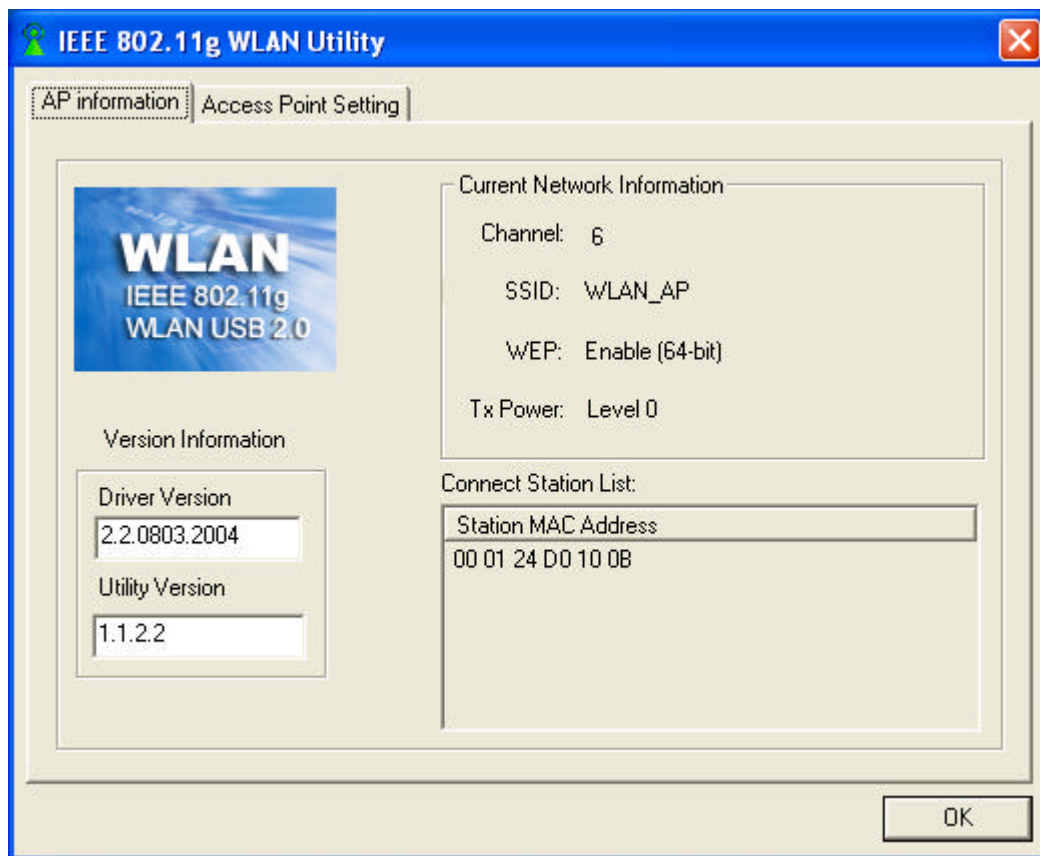 IEEE 802.11g WLAN Utility
AP information
Access Point Setting
WLAN
IEEE 802.11g
WLAN USB 2.0
Version Information
Driver Version
2.2.0803.2004
Utility Version
1.1.2.2
Current Network Information
Channel: 6
SSID: WLAN_AP
WEP: Enable (64-bit)
Tx Power: Level 0
Connect Station List:
Station MAC Address
00 01 24 D0 10 0B
OK